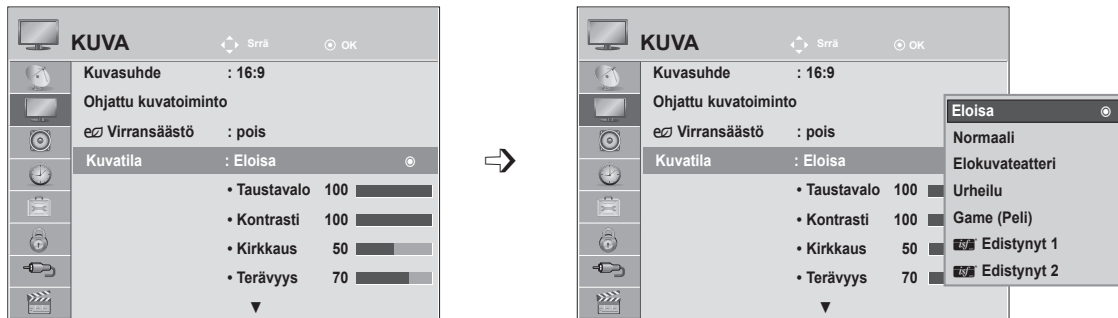 KUVA Srrä OK
Kuvasuhde : 16:9
Ohjattu kuvatoiminto
e Virransäästö : pois
Kuvatila : Eloisa
• Taustavalo 100
• Kontrasti 100
• Kirkkaus 50
• Terävyys 70
KUVA Srrä OK
Kuvasuhde : 16:9
Ohjattu kuvatoiminto
e Virransäästö : pois
Kuvatila : Eloisa
• Taustavalo 100
• Kontrasti 100
• Kirkkaus 50
• Terävyys 70
Eloisa
Normaali
Elokuvateatteri
Urheilu
Game (Peli)
isf Edistynyt 1
isf Edistynyt 2